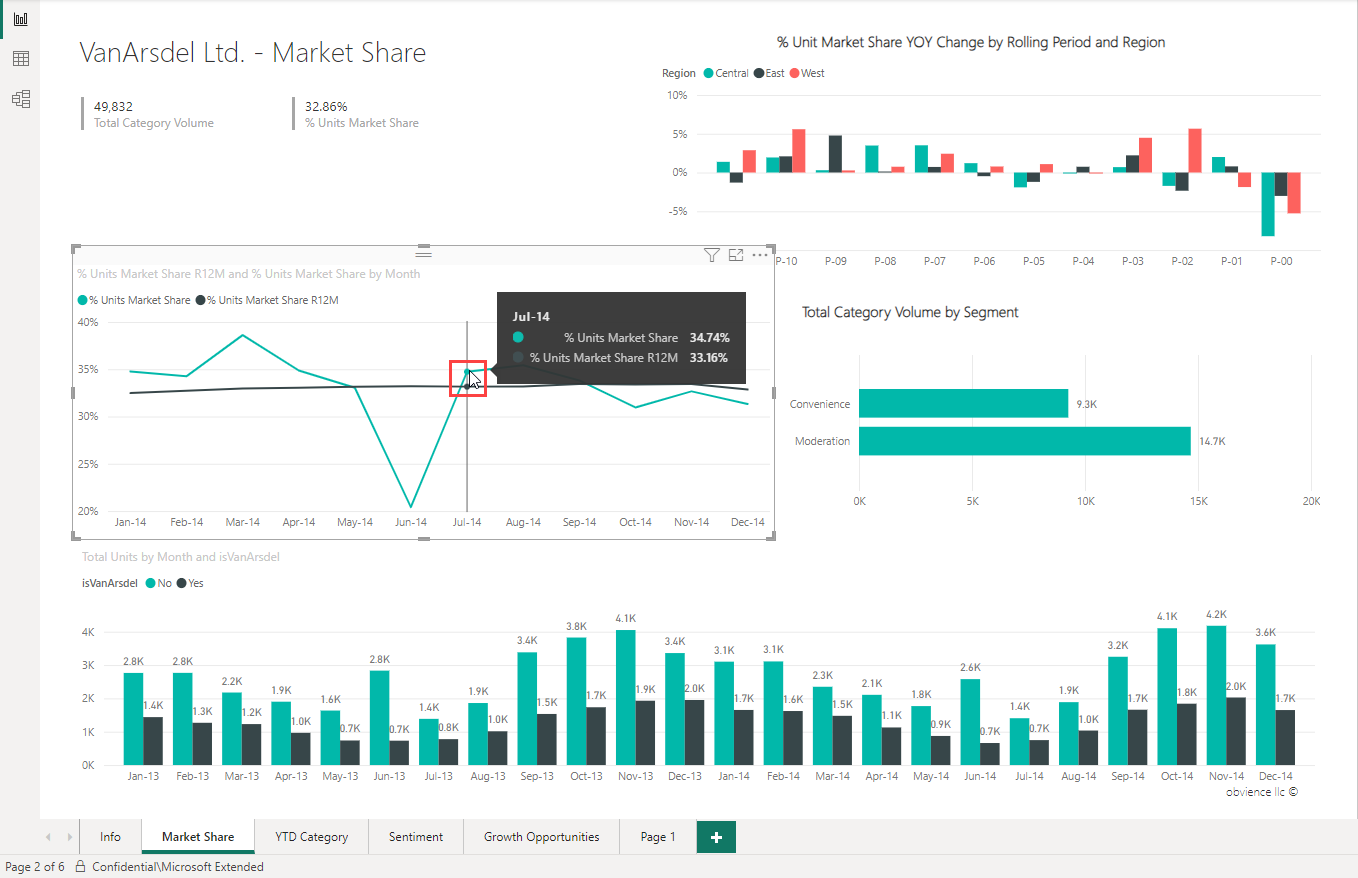 VanArsdel Ltd. - Market Share
49,832
Total Category Volume
32.86%
% Units Market Share
% Unit Market Share YOY Change by Rolling Period and Region
Region Central East West
10%
5%
0%
-5%
P-10 P-09 P-08 P-07 P-06 P-05 P-04 P-03 P-02 P-01 P-00
% Units Market Share R12M and % Units Market Share by Month
% Units Market Share % Units Market Share R12M
40%
35%
30%
25%
20%
Jan-14 Feb-14 Mar-14 Apr-14 May-14 Jun-14 Jul-14 Aug-14 Sep-14 Oct-14 Nov-14 Dec-14
Jul-14
% Units Market Share 34.74%
% Units Market Share R12M 33.16%
Total Category Volume by Segment
Convenience 9.3K
Moderation 14.7K
0K 5K 10K 15K 20K
Total Units by Month and isVanArsdel
isVanArsdel No Yes
4K
3K
2K
1K
0K
2.8K 1.4K 2.8K 1.3K 2.2K 1.2K 1.9K 1.0K 1.6K 0.7K 2.8K 0.7K 1.4K 0.8K 1.9K 1.0K 3.4K 1.5K 3.8K 1.7K 4.1K 1.9K 3.4K 2.0K 3.1K 1.7K 3.1K 1.6K 2.3K 1.5K 2.1K 1.1K 1.8K 0.9K 2.6K 0.7K 1.4K 0.7K 1.9K 1.0K 3.2K 1.7K 4.1K 1.8K 4.2K 2.0K 3.6K 1.7K
Jan-13 Feb-13 Mar-13 Apr-13 May-13 Jun-13 Jul-13 Aug-13 Sep-13 Oct-13 Nov-13 Dec-13 Jan-14 Feb-14 Mar-14 Apr-14 May-14 Jun-14 Jul-14 Aug-14 Sep-14 Oct-14 Nov-14 Dec-14
obvience llc ©
Info Market Share YTD Category Sentiment Growth Opportunities Page 1 +
Page 2 of 6 Confidential\Microsoft Extended